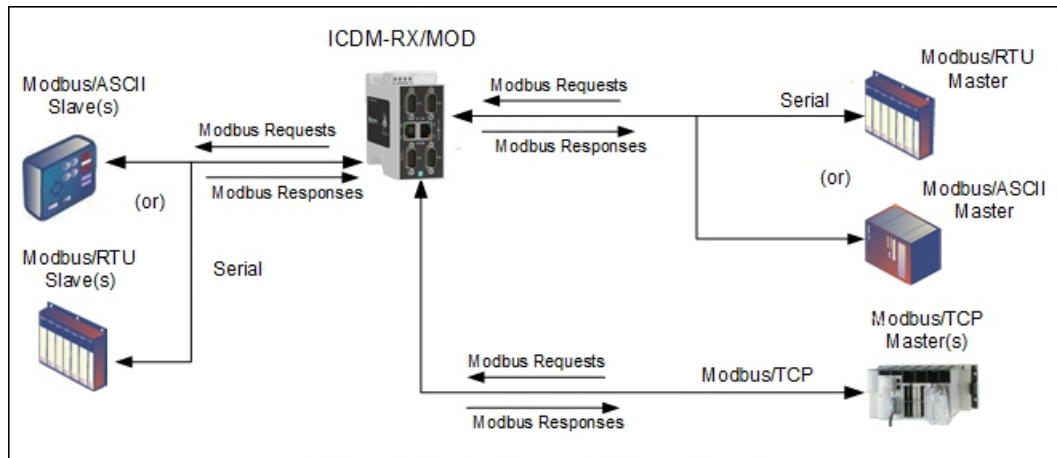 ICDM-RX/MOD
Modbus/ASCII
Slave(s)
Modbus Requests
Modbus Responses
(or)
Modbus/RTU
Slave(s)
Serial
Modbus Requests
Modbus Responses
Serial
Modbus/RTU
Master
(or)
Modbus/ASCII
Master
Modbus/TCP
Master(s)
Modbus Requests
Modbus/TCP
Modbus Responses